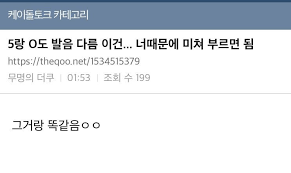 케이돌토크 카테고리
5랑 O도 발음 다름 이건... 너때문에 미쳐 부르면 됨
https://theqoo.net/1534515379
무명의 더쿠 | 01:53 | 조회 수 199
그거랑 똑같음ㅇㅇ